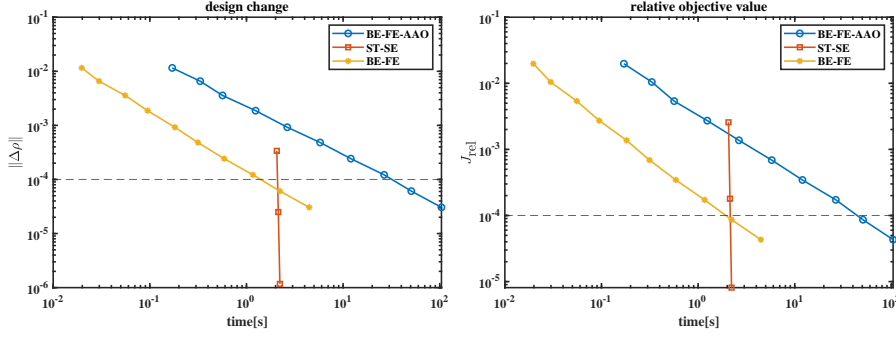 design change
10^-1
10^-2
10^-3
10^-4
10^-5
10^-6
||Δρ||
BE-FE-AAO
ST-SE
BE-FE
10^-2
10^-1
10^0
10^1
10^2
time[s]
relative objective value
10^-1
10^-2
10^-3
10^-4
10^-5
J_rel
BE-FE-AAO
ST-SE
BE-FE
10^-2
10^-1
10^0
10^1
10^2
time[s]